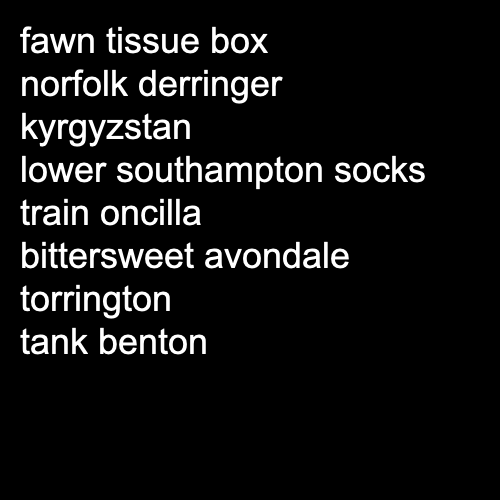 fawn tissue box
norfolk derringer
kyrgyzstan
lower southampton socks
train oncilla
bittersweet avondale
torrington
tank benton